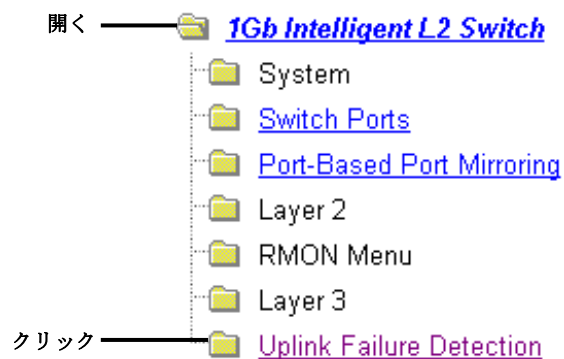 開く 1Gb Intelligent L2 Switch
System
Switch Ports
Port-Based Port Mirroring
Layer 2
RMON Menu
Layer 3
クリック Uplink Failure Detection